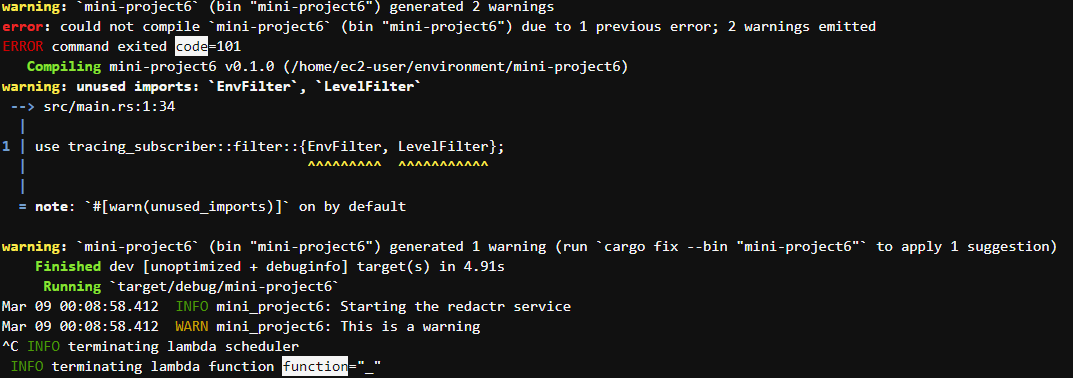 warning: `mini-project6` (bin "mini-project6") generated 2 warnings
error: could not compile `mini-project6` (bin "mini-project6") due to 1 previous error; 2 warnings emitted
ERROR command exited code=101
   Compiling mini-project6 v0.1.0 (/home/ec2-user/environment/mini-project6)
warning: unused imports: `EnvFilter`, `LevelFilter`
 --> src/main.rs:1:34
  |
1 | use tracing_subscriber::filter::{EnvFilter, LevelFilter};
  |                                  ^^^^^^^^^  ^^^^^^^^^^^
  |
  = note: `#[warn(unused_imports)]` on by default
warning: `mini-project6` (bin "mini-project6") generated 1 warning (run `cargo fix --bin "mini-project6"` to apply 1 suggestion)
    Finished dev [unoptimized + debuginfo] target(s) in 4.91s
     Running `target/debug/mini-project6`
Mar 09 00:08:58.412  INFO mini_project6: Starting the redactr service
Mar 09 00:08:58.412  WARN mini_project6: This is a warning
^C INFO terminating lambda scheduler
 INFO terminating lambda function function="_"